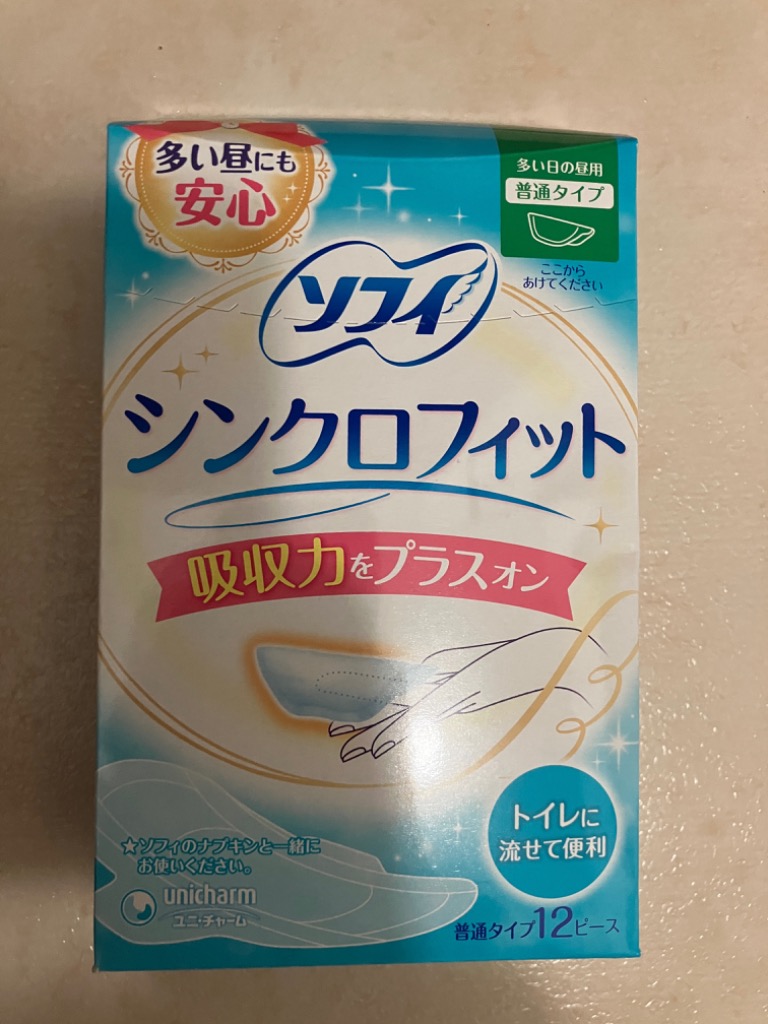 多い昼にも
安心
多い日の昼用
普通タイプ
ここから
あけてください
ソフィ
シンクロフィット
吸収力をプラスオン
トイレに
流せて便利
★ソフィのナプキンと一緒に
お使いください。
unicharm
ユニ・チャーム
普通タイプ12ピース